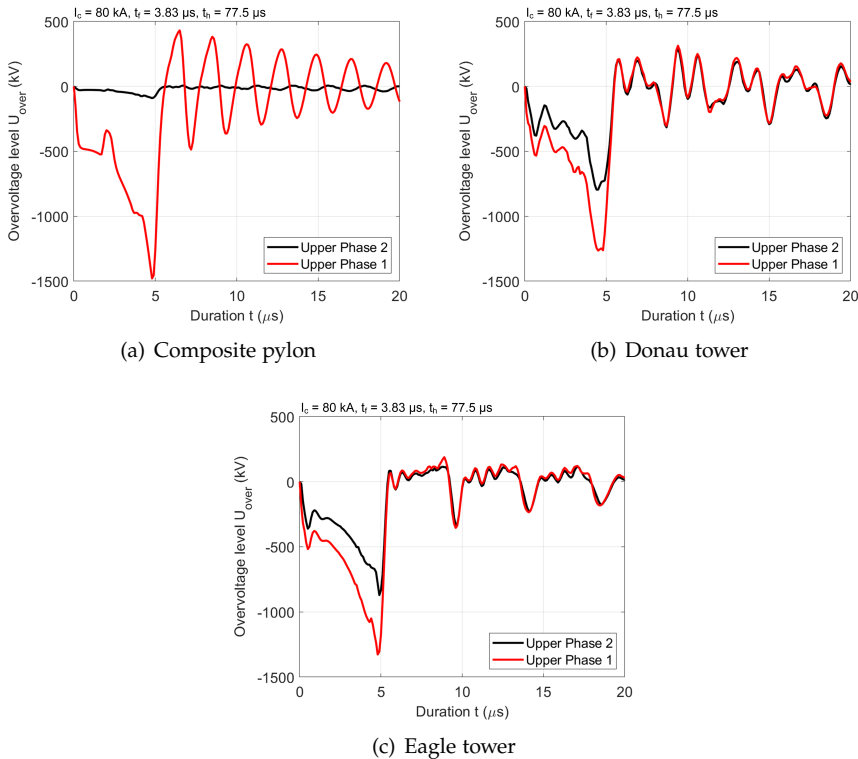 I_c = 80 kA, t_f = 3.83 µs, t_h = 77.5 µs
500
0
-500
-1000
-1500
Overvoltage level U_over (kV)
Upper Phase 2
Upper Phase 1
0 5 10 15 20
Duration t (µs)
(a) Composite pylon
I_c = 80 kA, t_f = 3.83 µs, t_h = 77.5 µs
500
0
-500
-1000
-1500
Overvoltage level U_over (kV)
Upper Phase 2
Upper Phase 1
0 5 10 15 20
Duration t (µs)
(b) Donau tower
I_c = 80 kA, t_f = 3.83 µs, t_h = 77.5 µs
500
0
-500
-1000
-1500
Overvoltage level U_over (kV)
Upper Phase 2
Upper Phase 1
0 5 10 15 20
Duration t (µs)
(c) Eagle tower